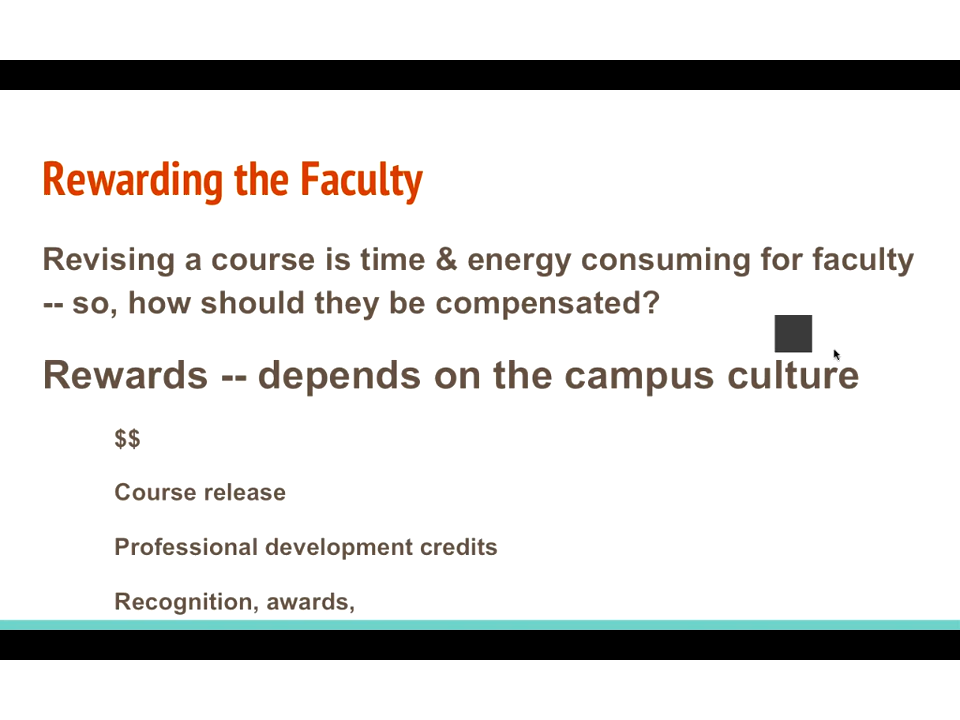 Rewarding the Faculty
Revising a course is time & energy consuming for faculty
-- so, how should they be compensated?
Rewards -- depends on the campus culture
$$
Course release
Professional development credits
Recognition, awards,